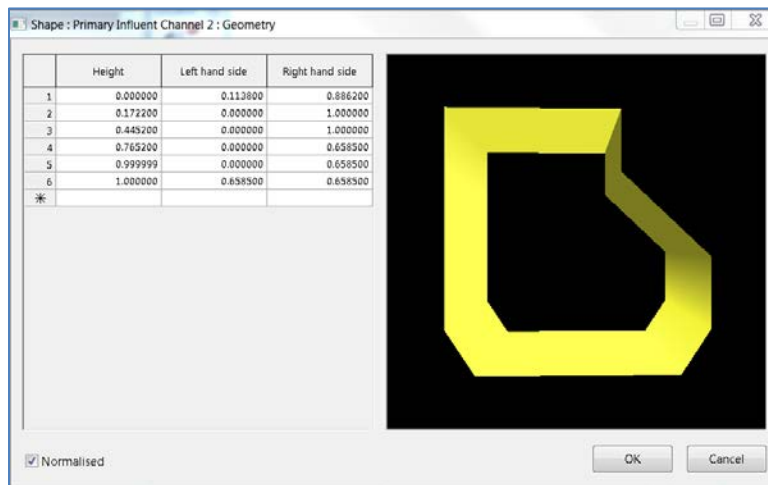 Shape : Primary Influent Channel 2 : Geometry
Height Left hand side Right hand side
1 0.000000 0.113800 0.886200
2 0.172200 0.000000 1.000000
3 0.445200 0.000000 1.000000
4 0.765200 0.000000 0.658500
5 0.999999 0.000000 0.658500
6 1.000000 0.658500 0.658500
Normalised
OK Cancel